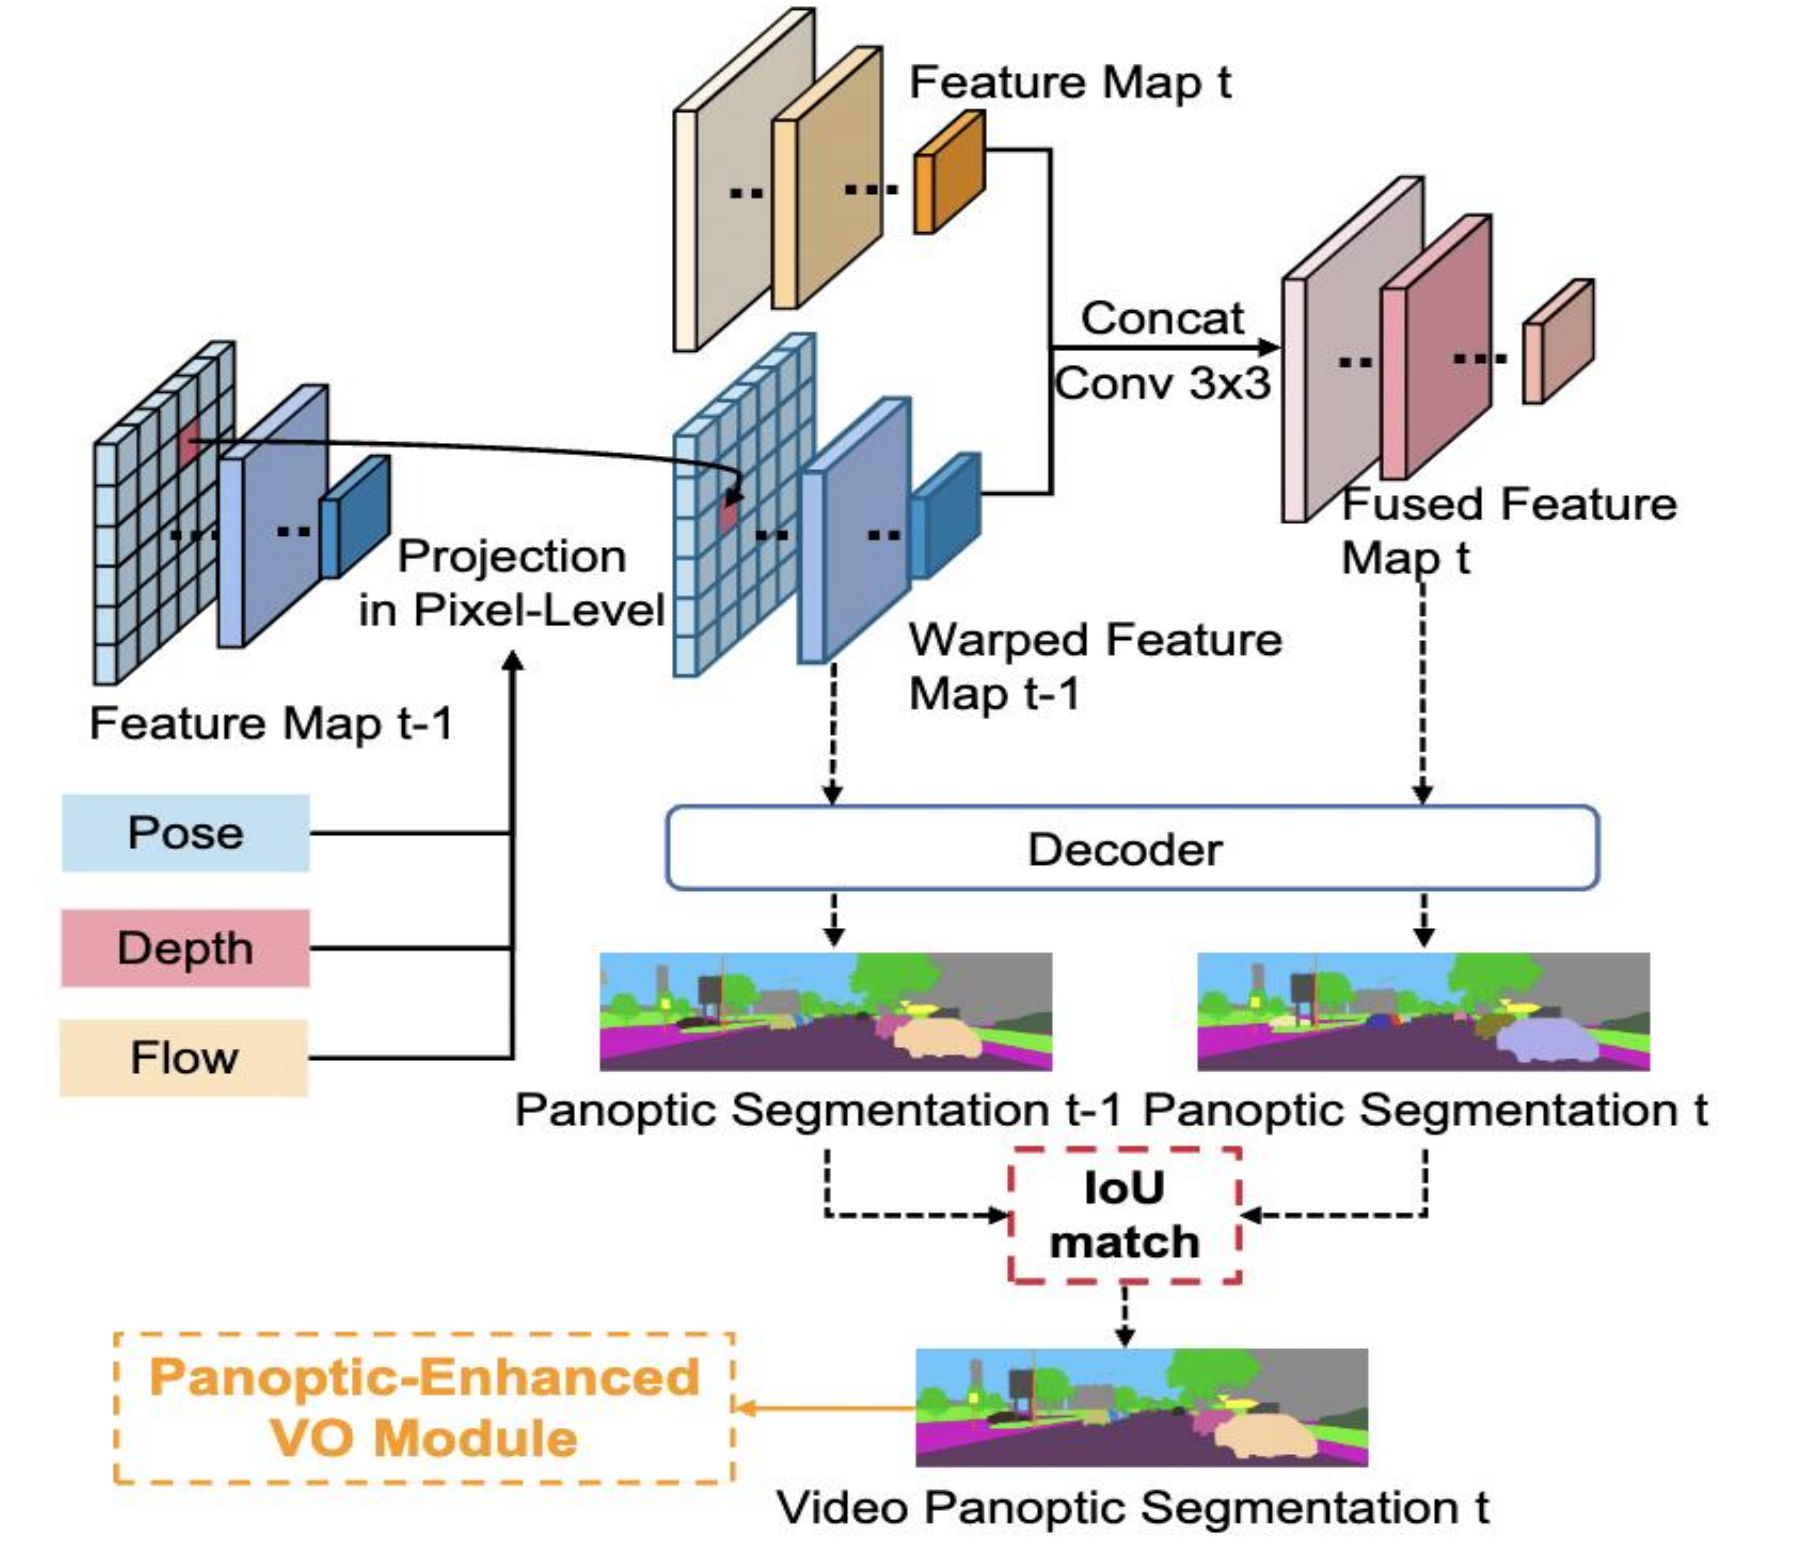 Feature Map t
Concat
Conv 3x3
Fused Feature
Map t
Projection
in Pixel-Level
Warped Feature
Map t-1
Feature Map t-1
Pose
Depth
Flow
Decoder
Panoptic Segmentation t-1
Panoptic Segmentation t
IoU
match
Panoptic-Enhanced
VO Module
Video Panoptic Segmentation t